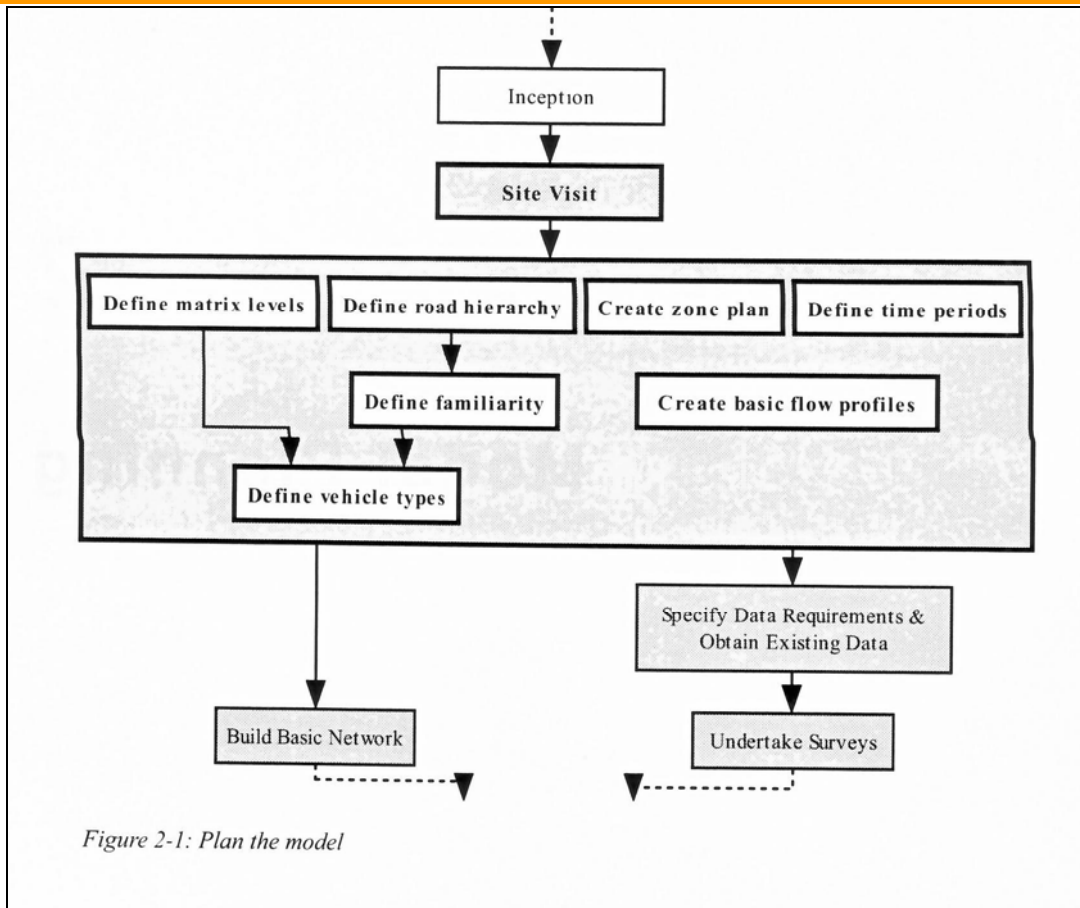 Inception
Site Visit
Define matrix levels
Define road hierarchy
Create zone plan
Define time periods
Define familiarity
Create basic flow profiles
Define vehicle types
Specify Data Requirements &
Obtain Existing Data
Build Basic Network
Undertake Surveys
Figure 2-1: Plan the model